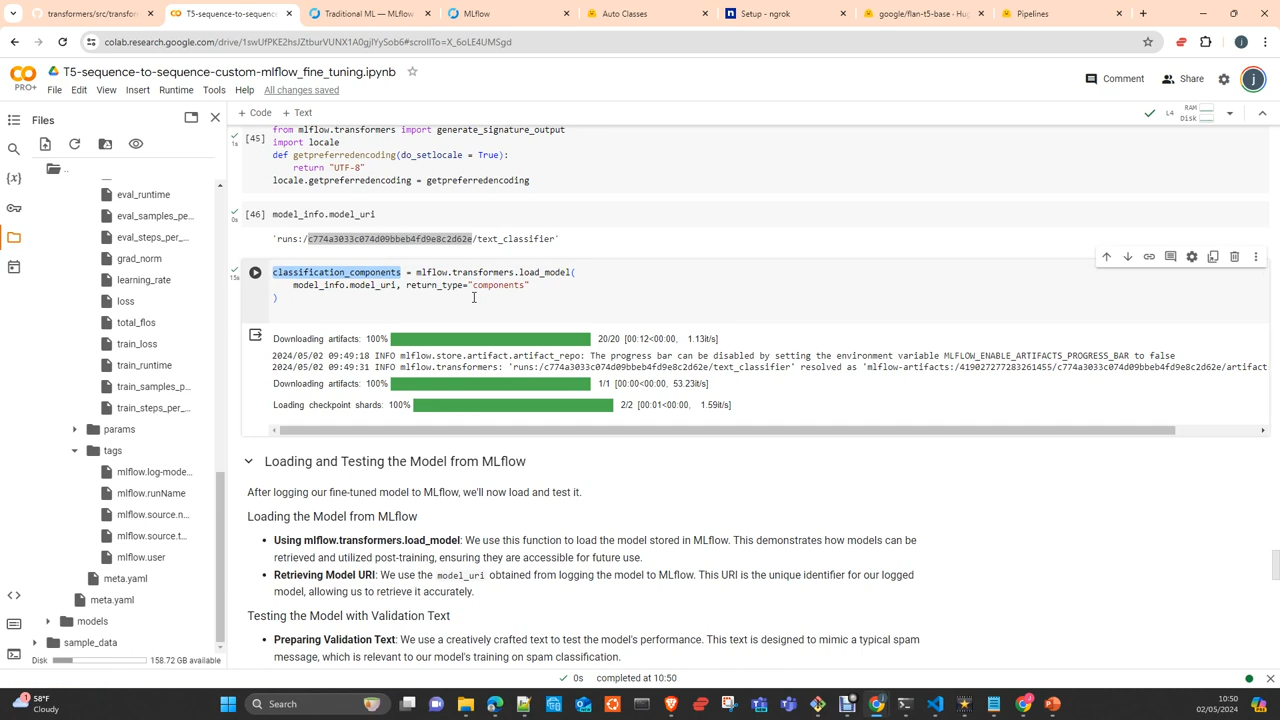 transformers/src/transform
T5-sequence-to-sequence-
Traditional ML — MLflow
MLflow
Auto Classes
Setup - ngrok
google/flan-t5-base · Hug
Pipelines
colab.research.google.com/drive/1swUfPKE2hsJZtburVUNX1A0gjIYySob6#scrollTo=X_6oLE4UMSgd
T5-sequence-to-sequence-custom-mlflow_fine_tuning.ipynb
PRO+
File Edit View Insert Runtime Tools Help All changes saved
Comment Share
Files
+ Code + Text
L4 RAM Disk
..
eval_runtime
eval_samples_pe...
eval_steps_per_...
grad_norm
learning_rate
loss
total_flos
train_loss
train_runtime
train_samples_p...
train_steps_per_...
params
tags
mlflow.log-mode...
mlflow.runName
mlflow.source.n...
mlflow.source.t...
mlflow.user
meta.yaml
meta.yaml
models
sample_data
Disk 158.72 GB available
1s [45] from mlflow.transformers import generate_signature_output
import locale
def getpreferredencoding(do_setlocale = True):
return "UTF-8"
locale.getpreferredencoding = getpreferredencoding
0s [46] model_info.model_uri
'runs:/c774a3033c074d09bbeb4fd9e8c2d62e/text_classifier'
15s classification_components = mlflow.transformers.load_model(
model_info.model_uri, return_type="components"
)
Downloading artifacts: 100% 20/20 [00:12<00:00, 1.13it/s]
2024/05/02 09:49:18 INFO mlflow.store.artifact.artifact_repo: The progress bar can be disabled by setting the environment variable MLFLOW_ENABLE_ARTIFACTS_PROGRESS_BAR to false
2024/05/02 09:49:31 INFO mlflow.transformers: 'runs:/c774a3033c074d09bbeb4fd9e8c2d62e/text_classifier' resolved as 'mlflow-artifacts:/419027277283261455/c774a3033c074d09bbeb4fd9e8c2d62e/artifact
Downloading artifacts: 100% 1/1 [00:00<00:00, 53.23it/s]
Loading checkpoint shards: 100% 2/2 [00:01<00:00, 1.59it/s]
Loading and Testing the Model from MLflow
After logging our fine-tuned model to MLflow, we'll now load and test it.
Loading the Model from MLflow
• Using mlflow.transformers.load_model: We use this function to load the model stored in MLflow. This demonstrates how models can be
retrieved and utilized post-training, ensuring they are accessible for future use.
• Retrieving Model URI: We use the model_uri obtained from logging the model to MLflow. This URI is the unique identifier for our logged
model, allowing us to retrieve it accurately.
Testing the Model with Validation Text
• Preparing Validation Text: We use a creatively crafted text to test the model's performance. This text is designed to mimic a typical spam
message, which is relevant to our model's training on spam classification.
0s completed at 10:50
58°F
Cloudy
Search
10:50
02/05/2024